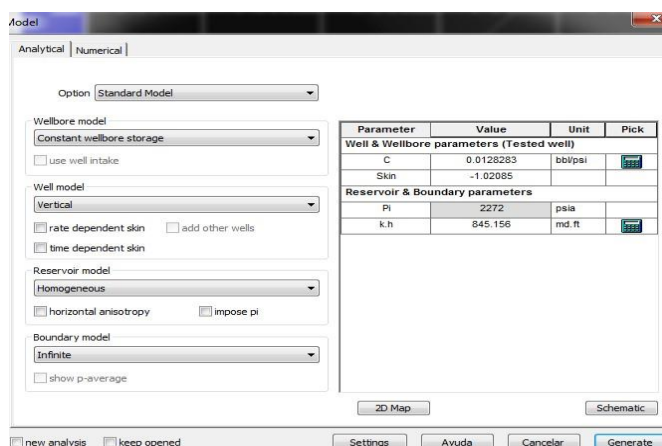 Model
Analytical Numerical
Option Standard Model
Wellbore model
Constant wellbore storage
use well intake
Well model
Vertical
rate dependent skin add other wells
time dependent skin
Reservoir model
Homogeneous
horizontal anisotropy impose pi
Boundary model
Infinite
show p-average
Parameter Value Unit Pick
Well & Wellbore parameters (Tested well)
C 0.0128283 bbl/psi
Skin -1.02085
Reservoir & Boundary parameters
Pi 2272 psia
k.h 845.156 md.ft
2D Map Schematic
new analysis keep opened Settings Ayuda Cancelar Generate